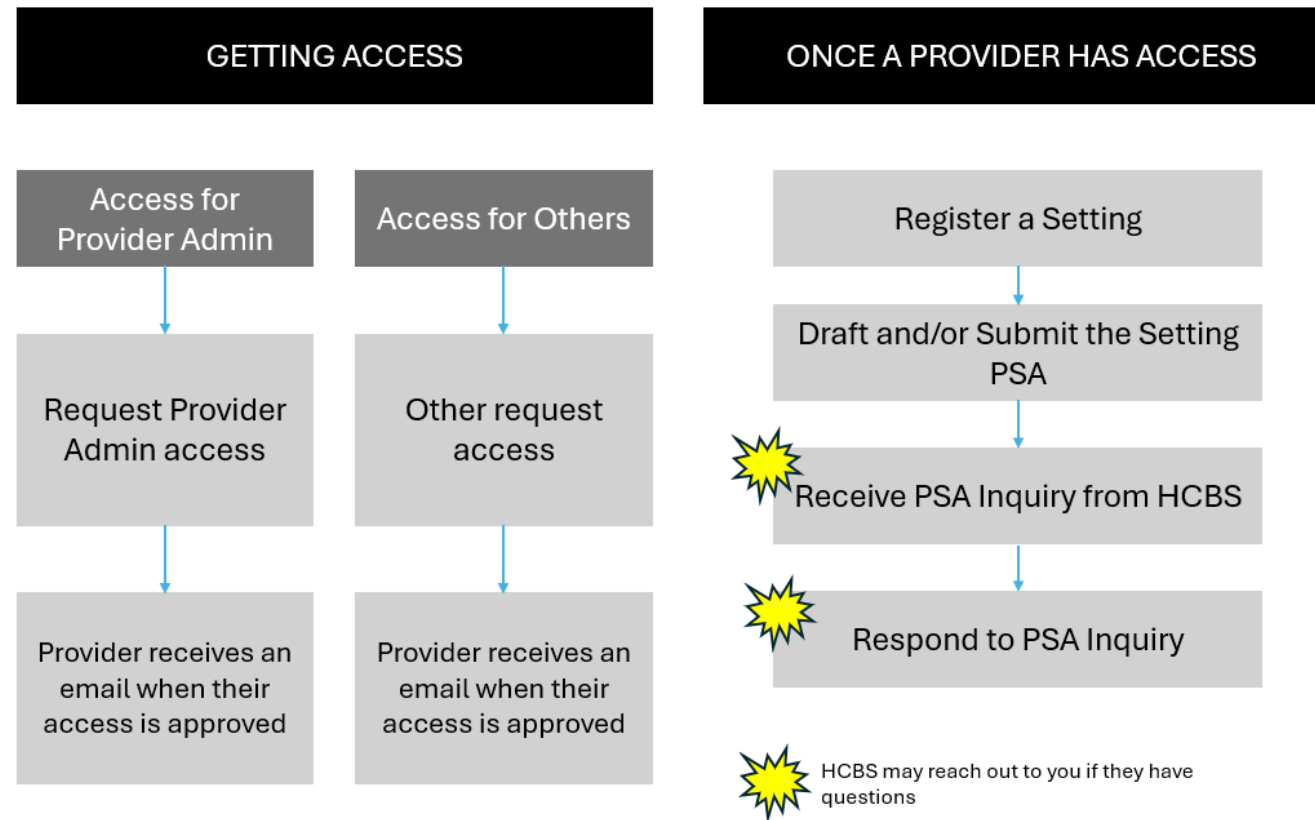 GETTING ACCESS
ONCE A PROVIDER HAS ACCESS
Access for
Provider Admin
Access for Others
Request Provider
Admin access
Other request
access
Provider receives an
email when their
access is approved
Provider receives an
email when their
access is approved
Register a Setting
Draft and/or Submit the Setting
PSA
Receive PSA Inquiry from HCBS
Respond to PSA Inquiry
HCBS may reach out to you if they have
questions